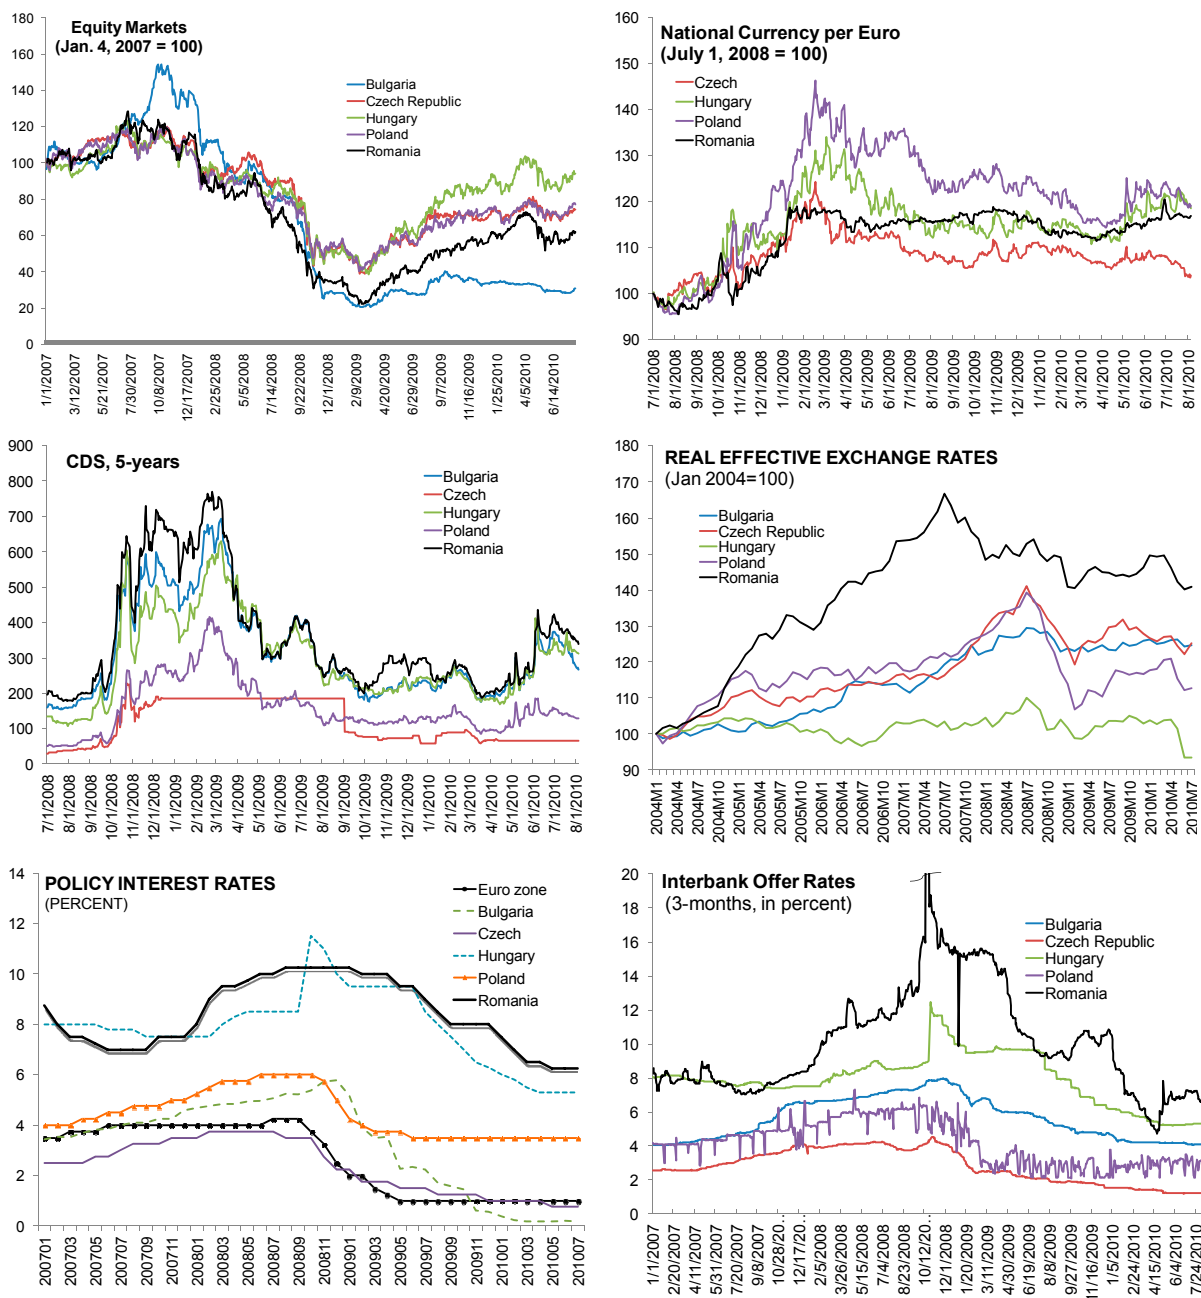 Equity Markets
(Jan. 4, 2007 = 100)
180
160
140
120
100
80
60
40
20
0
Bulgaria
Czech Republic
Hungary
Poland
Romania
1/1/2007
3/12/2007
5/21/2007
7/30/2007
10/8/2007
12/17/2007
2/25/2008
5/5/2008
7/14/2008
9/22/2008
12/1/2008
2/9/2009
4/20/2009
6/29/2009
9/7/2009
11/16/2009
1/25/2010
4/5/2010
6/14/2010
National Currency per Euro
(July 1, 2008 = 100)
160
150
140
130
120
110
100
90
Czech
Hungary
Poland
Romania
7/1/2008
8/1/2008
9/1/2008
10/1/2008
11/1/2008
12/1/2008
1/1/2009
2/1/2009
3/1/2009
4/1/2009
5/1/2009
6/1/2009
7/1/2009
8/1/2009
9/1/2009
10/1/2009
11/1/2009
12/1/2009
1/1/2010
2/1/2010
3/1/2010
4/1/2010
5/1/2010
6/1/2010
7/1/2010
8/1/2010
CDS, 5-years
900
800
700
600
500
400
300
200
100
0
Bulgaria
Czech
Hungary
Poland
Romania
7/1/2008
8/1/2008
9/1/2008
10/1/2008
11/1/2008
12/1/2008
1/1/2009
2/1/2009
3/1/2009
4/1/2009
5/1/2009
6/1/2009
7/1/2009
8/1/2009
9/1/2009
10/1/2009
11/1/2009
12/1/2009
1/1/2010
2/1/2010
3/1/2010
4/1/2010
5/1/2010
6/1/2010
7/1/2010
8/1/2010
REAL EFFECTIVE EXCHANGE RATES
(Jan 2004=100)
180
170
160
150
140
130
120
110
100
90
Bulgaria
Czech Republic
Hungary
Poland
Romania
2004M1
2004M4
2004M7
2004M10
2005M1
2005M4
2005M7
2005M10
2006M1
2006M4
2006M7
2006M10
2007M1
2007M4
2007M7
2007M10
2008M1
2008M4
2008M7
2008M10
2009M1
2009M4
2009M7
2009M10
2010M1
2010M4
2010M7
POLICY INTEREST RATES
(PERCENT)
14
12
10
8
6
4
2
0
Euro zone
Bulgaria
Czech
Hungary
Poland
Romania
200701
200703
200705
200707
200709
200711
200801
200803
200805
200807
200809
200811
200901
200903
200905
200907
200909
200911
201001
201003
201005
201007
Interbank Offer Rates
(3-months, in percent)
20
18
16
14
12
10
8
6
4
2
0
Bulgaria
Czech Republic
Hungary
Poland
Romania
1/1/2007
2/20/2007
4/11/2007
5/31/2007
7/20/2007
9/8/2007
10/28/20..
12/17/20..
2/5/2008
3/26/2008
5/15/2008
7/4/2008
8/23/2008
10/12/20..
12/1/2008
1/20/2009
3/11/2009
4/30/2009
6/19/2009
8/8/2009
9/27/2009
11/16/2009
1/5/2010
2/24/2010
4/15/2010
6/4/2010
7/24/2010